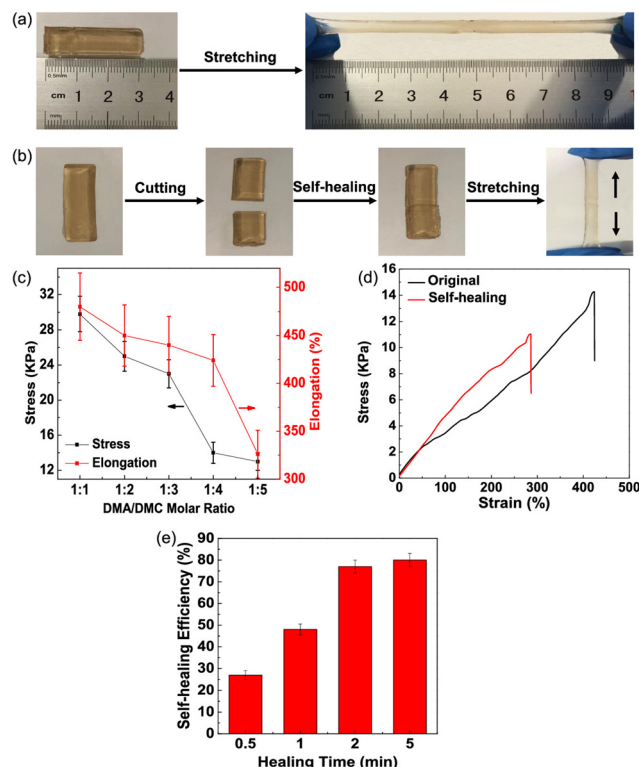 (a)
Stretching
0.5mm
cm 1 2 3 4
mm
0.5mm
cm 1 2 3 4 5 6 7 8 9
mm
(b)
Cutting
Self-healing
Stretching
(c)
Stress (KPa)
32
28
24
20
16
12
500
450
400
350
300
Elongation (%)
Stress
Elongation
1:1 1:2 1:3 1:4 1:5
DMA/DMC Molar Ratio
(d)
Stress (KPa)
16
14
12
10
8
6
4
2
0
Original
Self-healing
0 100 200 300 400 500
Strain (%)
(e)
Self-healing Efficiency (%)
90
80
70
60
50
40
30
20
10
0
0.5 1 2 5
Healing Time (min)